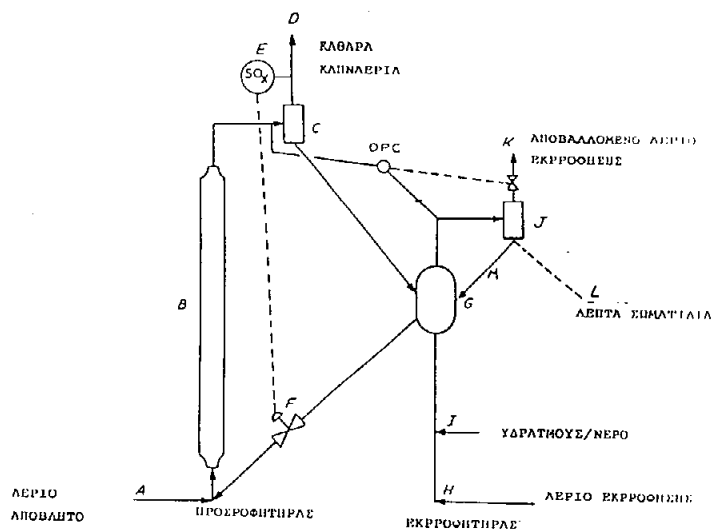 D
E
ΚΑΘΑΡΑ
ΚΑΠΝΑΕΡΙΑ
SOx
C
OPC
K
ΑΠΟΒΑΛΛΟΜΕΝΟ ΑΕΡΙΟ
ΕΚΡΡΟΦΗΣΗΣ
J
M
B
G
L
ΛΕΠΤΑ ΣΩΜΑΤΙΔΙΑ
F
I
ΥΔΡΑΤΜΟΥΣ/ΝΕΡΟ
ΑΕΡΙΟ
ΑΠΟΒΛΗΤΟ
A
ΠΡΟΣΡΟΦΗΤΗΡΑΣ
H
ΑΕΡΙΟ ΕΚΡΡΟΦΗΣΗΣ
ΕΚΡΡΟΦΗΤΗΡΑΣ